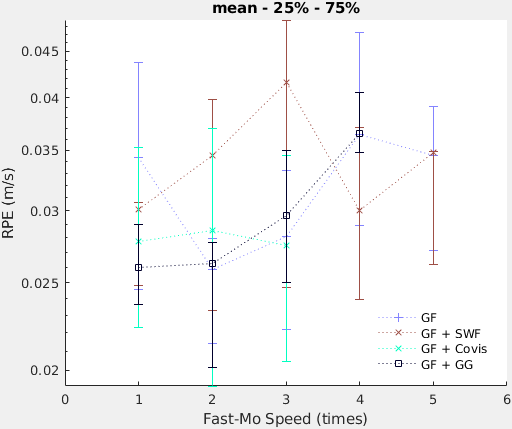 mean - 25% - 75%
0.045
0.04
0.035
0.03
0.025
0.02
RPE (m/s)
0 1 2 3 4 5 6
Fast-Mo Speed (times)
GF
GF + SWF
GF + Covis
GF + GG